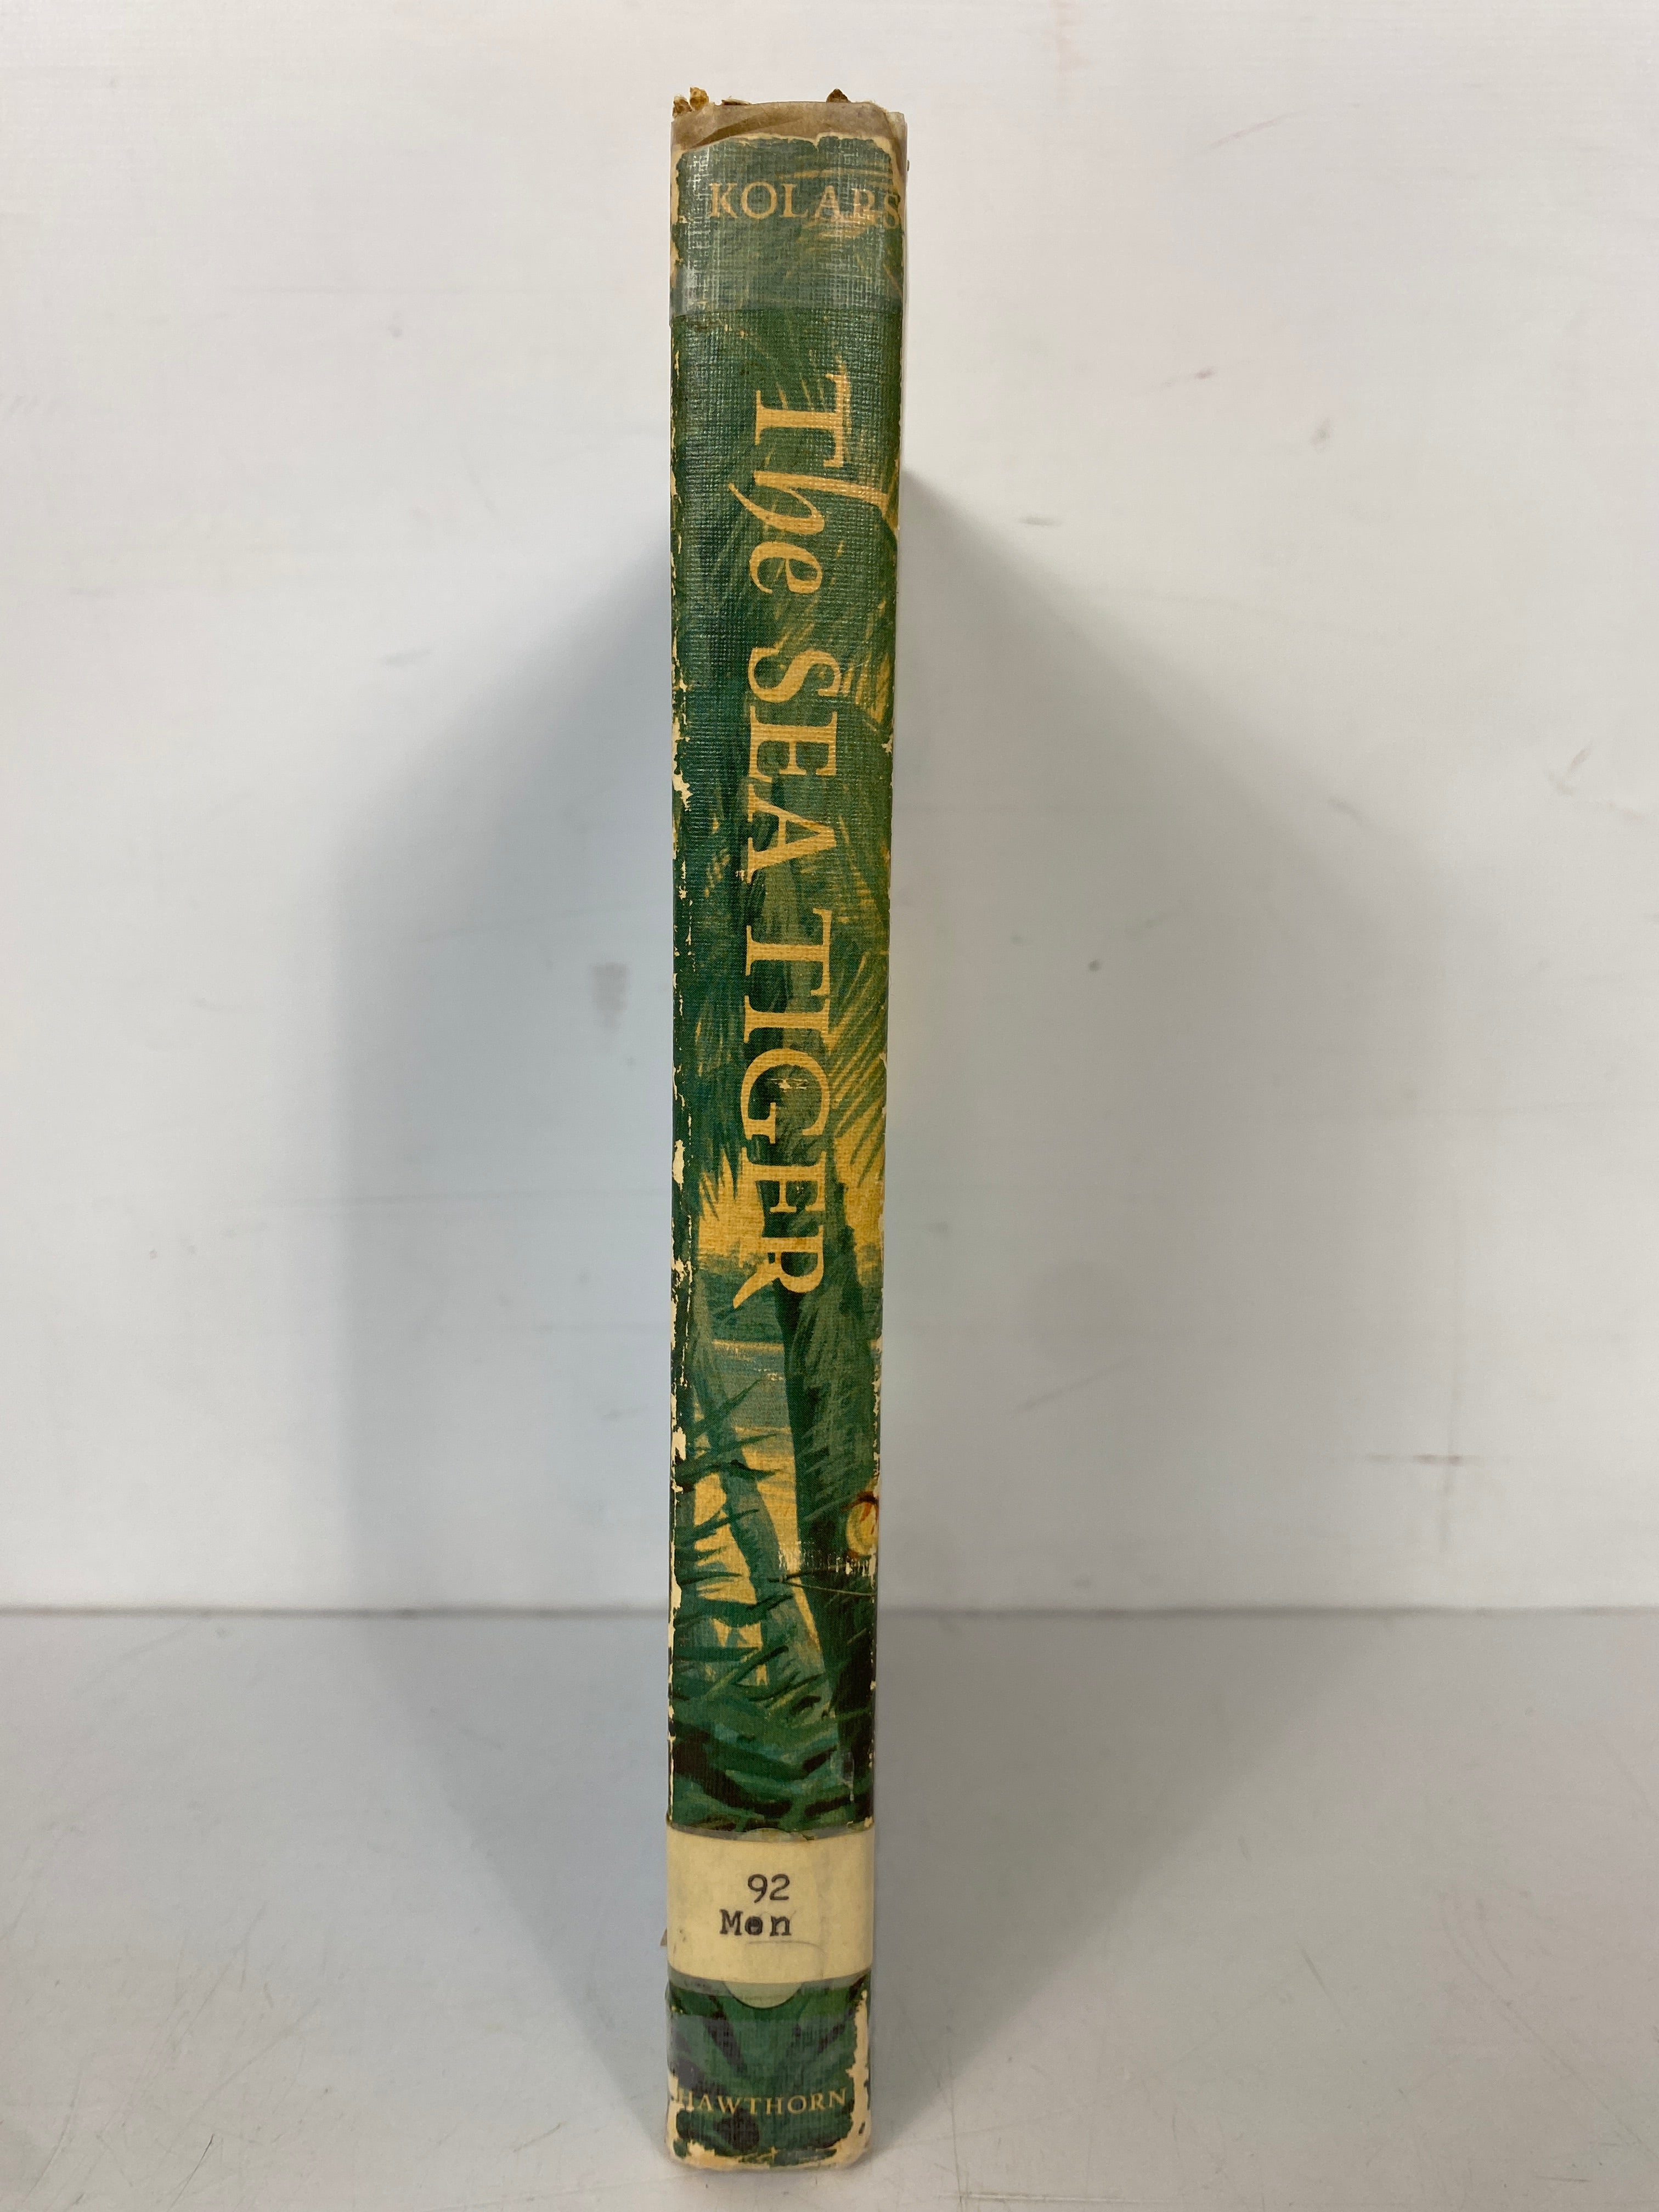 KOLARS
The SEA TIGER
92
Men
HAWTHORN